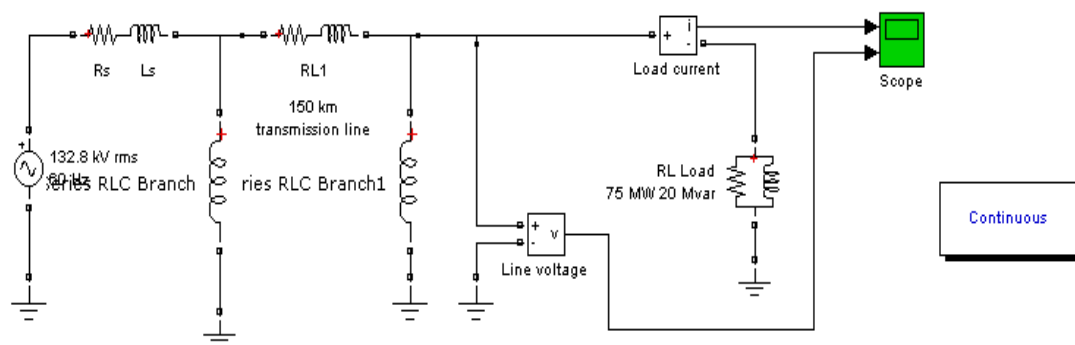 Rs Ls RL1
150 km
transmission line
i
+
-
Load current
Scope
+
132.8 kV rms
60 Hz
eries RLC Branch
ries RLC Branch1
RL Load
75 MW 20 Mvar
+
-
v
Line voltage
Continuous